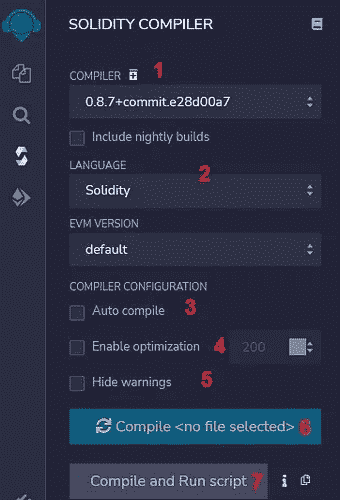 SOLIDITY COMPILER
COMPILER 1
0.8.7+commit.e28d00a7
Include nightly builds
LANGUAGE 2
Solidity
EVM VERSION
default
COMPILER CONFIGURATION
Auto compile 3
Enable optimization 4 200
Hide warnings 5
Compile <no file selected> 6
Compile and Run script 7 i